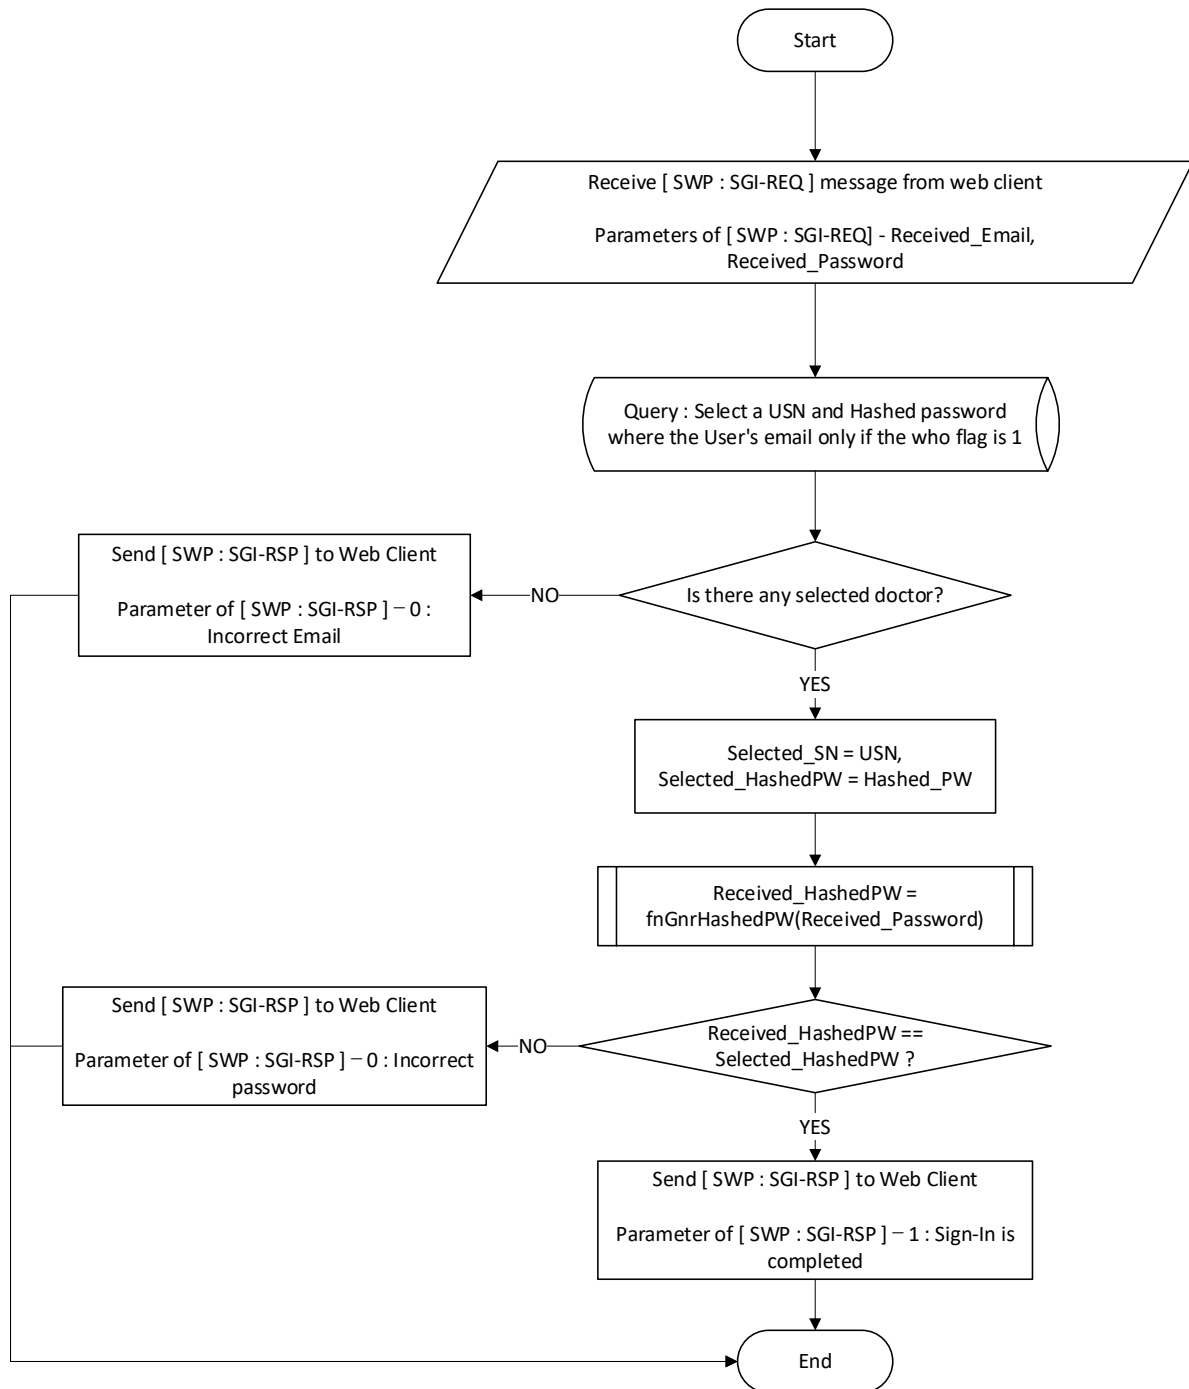 Start
Receive [ SWP : SGI-REQ ] message from web client
Parameters of [ SWP : SGI-REQ] - Received_Email,
Received_Password
Query : Select a USN and Hashed password
where the User's email only if the who flag is 1
Is there any selected doctor?
NO
Send [ SWP : SGI-RSP ] to Web Client
Parameter of [ SWP : SGI-RSP ] – 0 :
Incorrect Email
YES
Selected_SN = USN,
Selected_HashedPW = Hashed_PW
Received_HashedPW =
fnGnrHashedPW(Received_Password)
Received_HashedPW ==
Selected_HashedPW ?
NO
Send [ SWP : SGI-RSP ] to Web Client
Parameter of [ SWP : SGI-RSP ] – 0 : Incorrect
password
YES
Send [ SWP : SGI-RSP ] to Web Client
Parameter of [ SWP : SGI-RSP ] – 1 : Sign-In is
completed
End